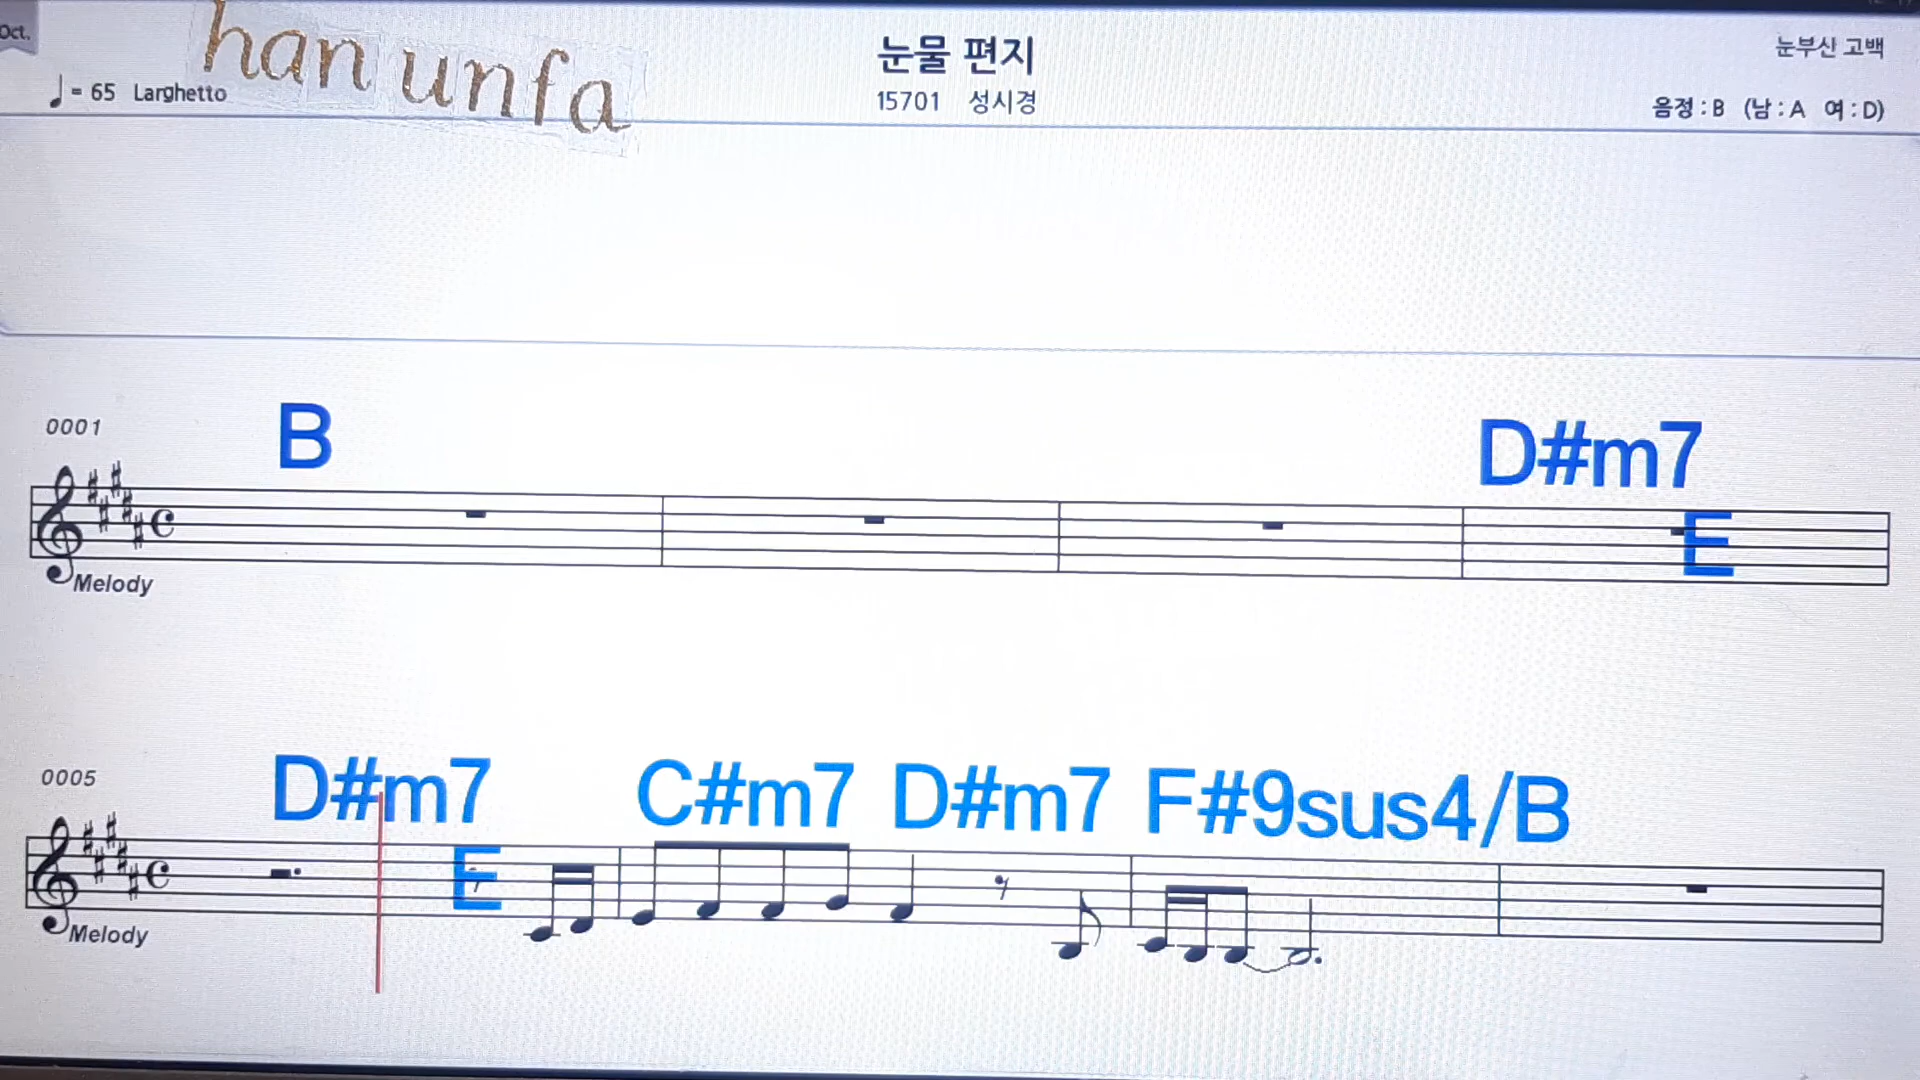 Oct.
han unfa
눈물 편지
눈부산 고백
♩ = 65 Larghetto
15701 성시경
음정 : B (남 : A 여 : D)
0001
B
D#m7
E
Melody
0005
D#m7 C#m7 D#m7 F#9sus4/B
E
Melody